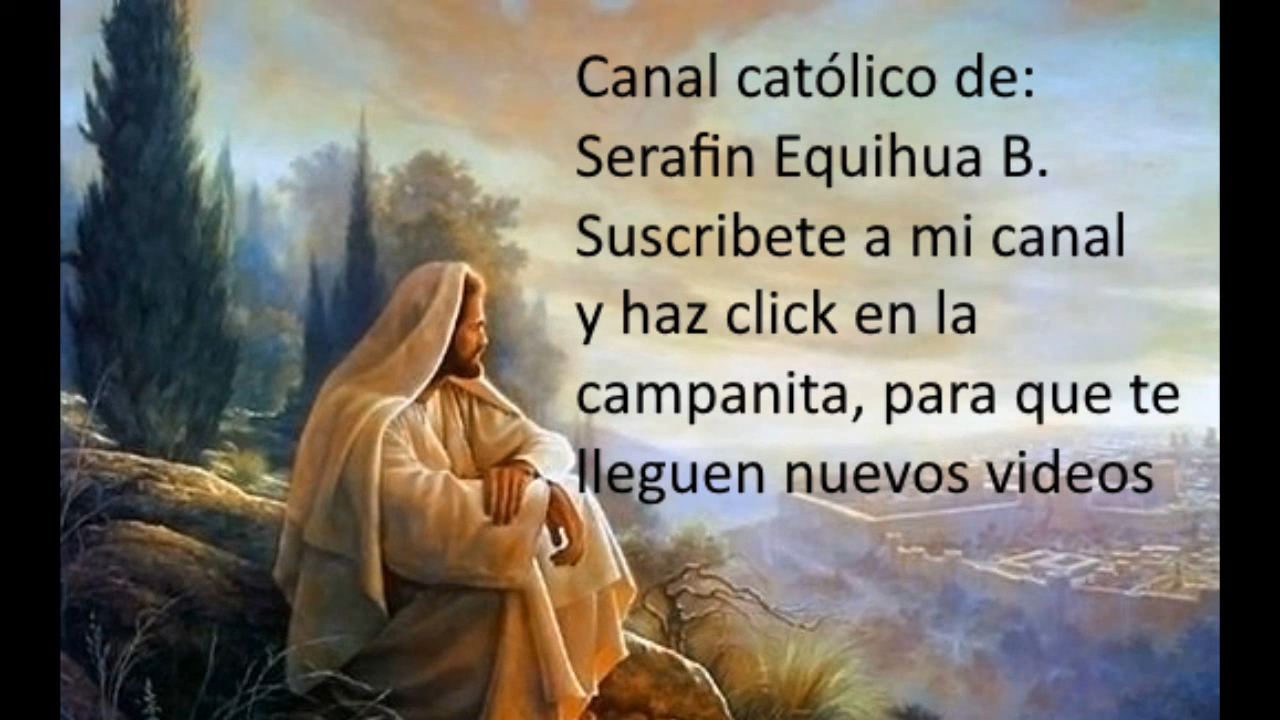 Canal católico de:
Serafin Equihua B.
Suscribete a mi canal
y haz click en la
campanita, para que te
lleguen nuevos videos